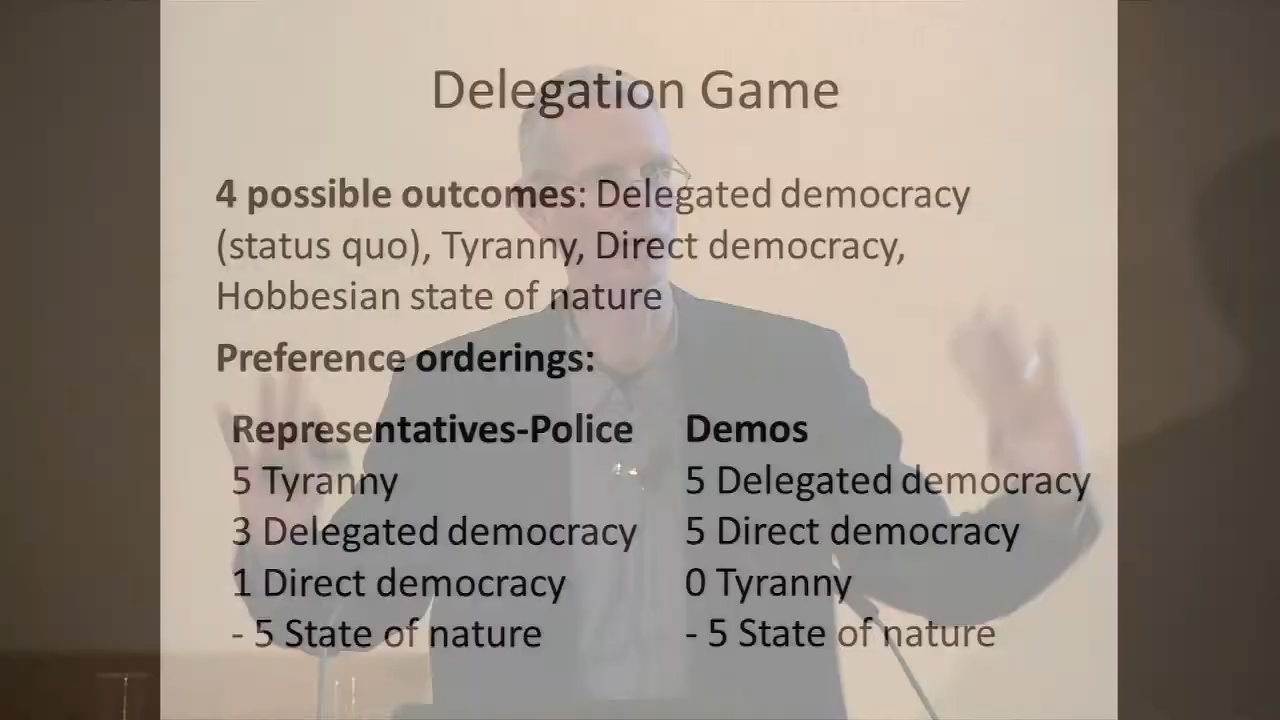 Delegation Game
4 possible outcomes: Delegated democracy
(status quo), Tyranny, Direct democracy,
Hobbesian state of nature
Preference orderings:
Representatives-Police
5 Tyranny
3 Delegated democracy
1 Direct democracy
- 5 State of nature
Demos
5 Delegated democracy
5 Direct democracy
0 Tyranny
- 5 State of nature